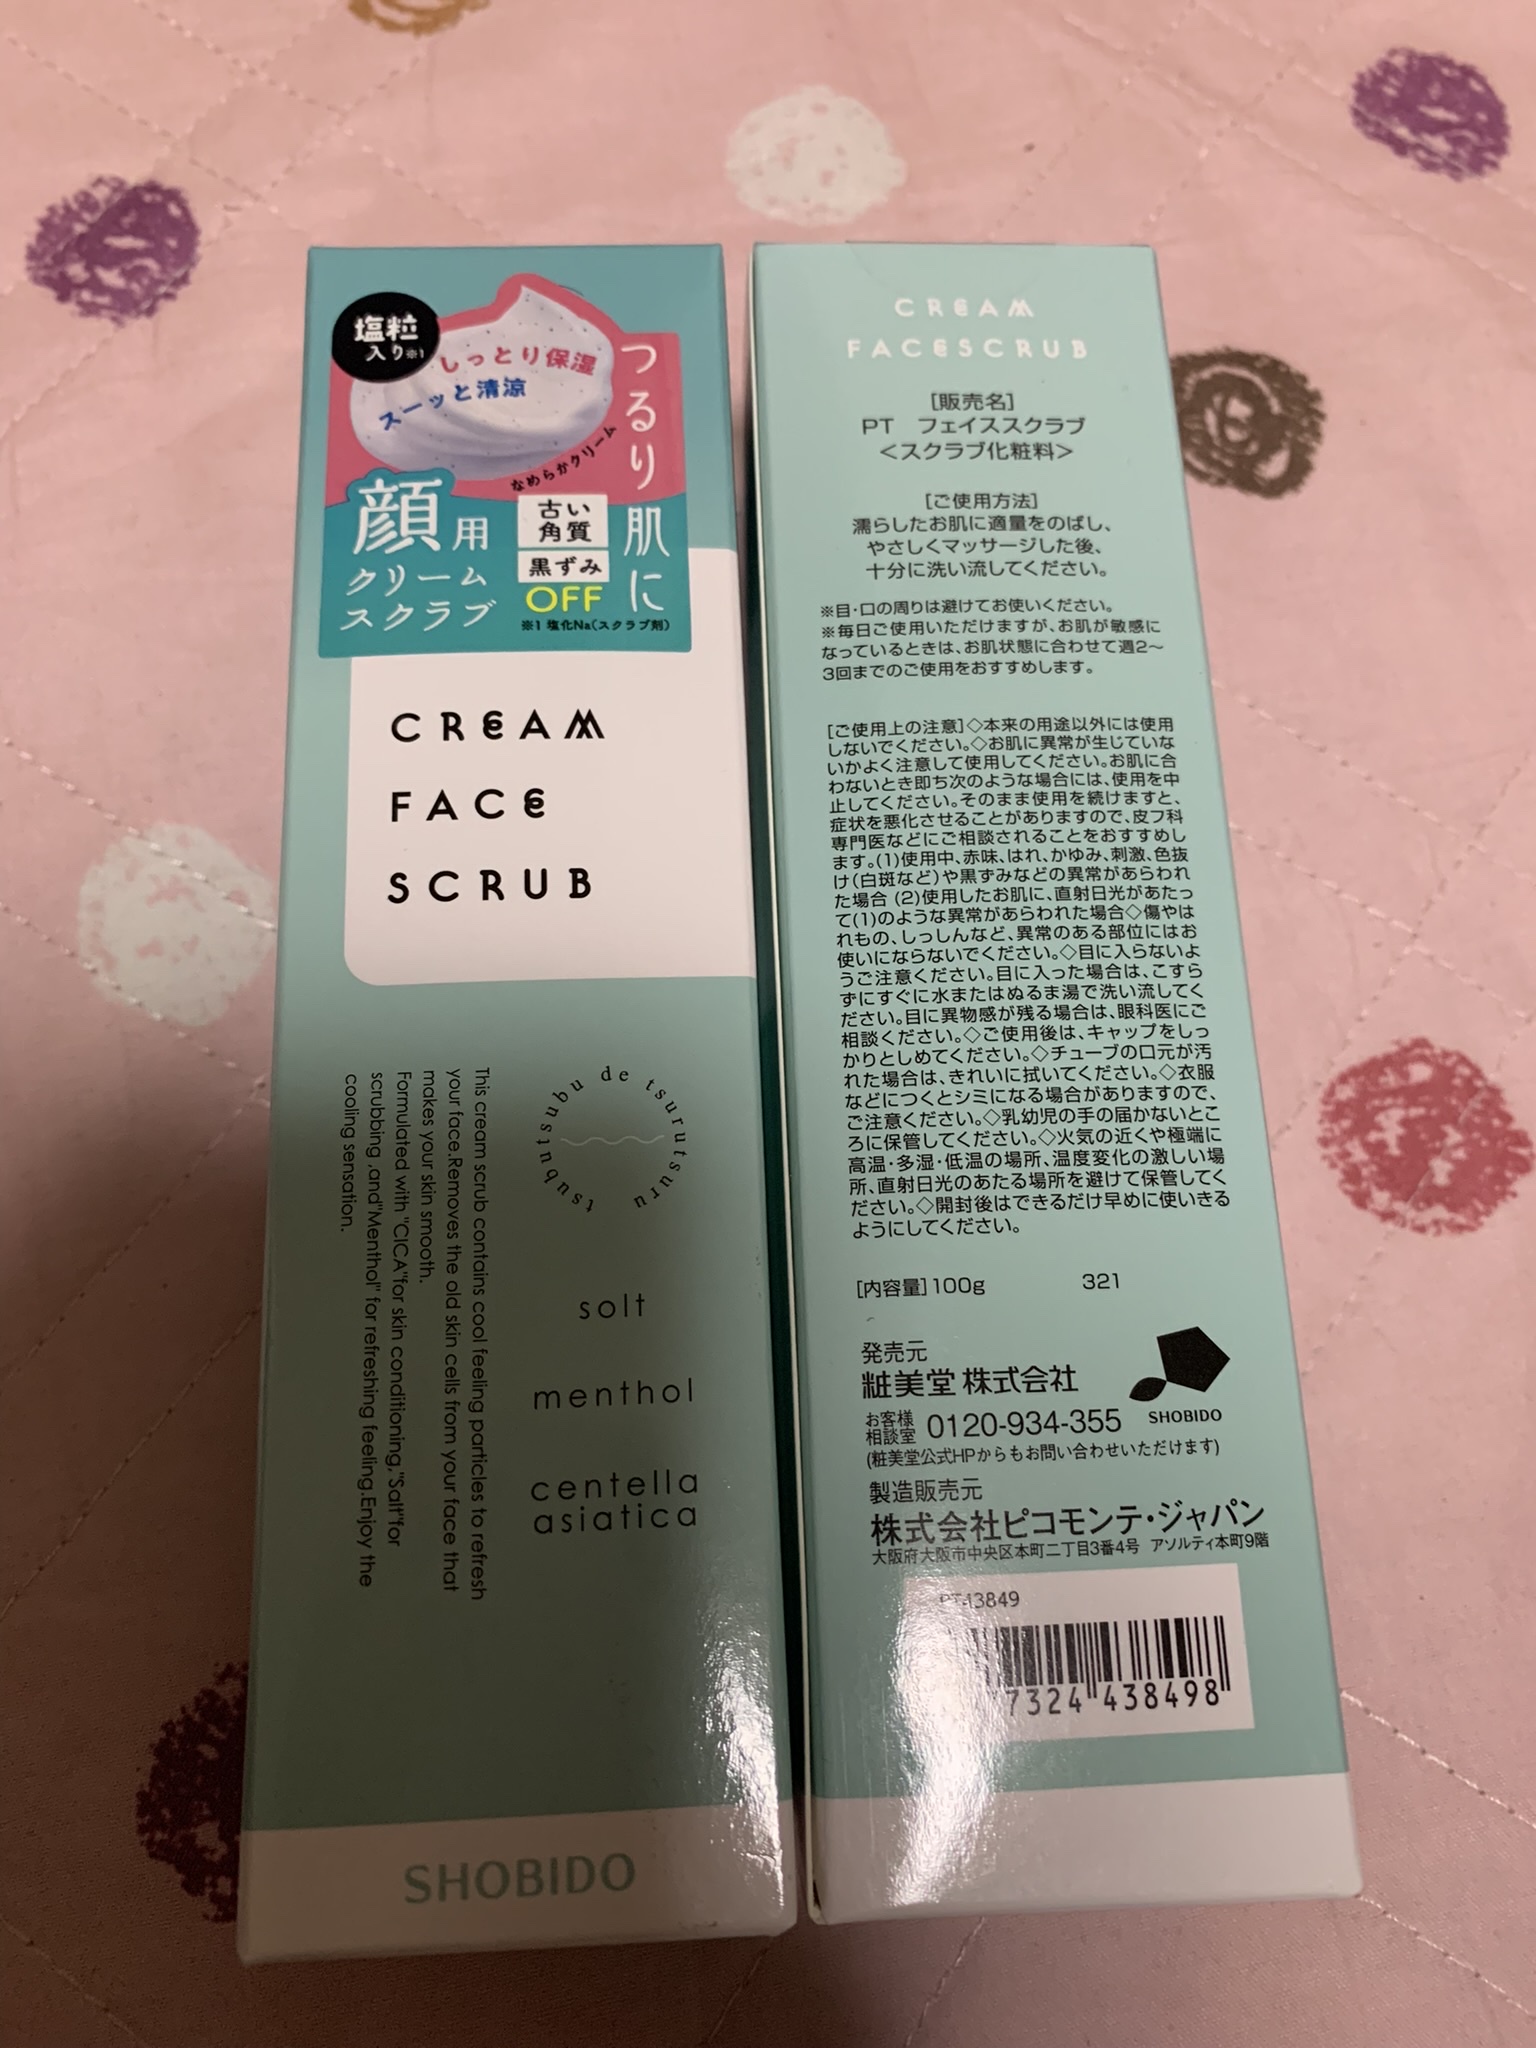 塩粒
入り※1
しっとり保湿
スーッと清涼
なめらかクリーム
つるり肌に
顔用
クリーム
スクラブ
古い
角質
黒ずみ
OFF
※1 塩化Na(スクラブ剤)
CREAM
FACE
SCRUB
tsubutsubu de tsurutsuru
This cream scrub contains cool feeling particles to refresh
your face.Removes the old skin cells from your face that
makes your skin smooth.
Formulated with "CICA"for skin conditioning,"Salt"for
scrubbing ,and"Menthol" for refreshing feeling.Enjoy the
cooling sensation.
solt
menthol
centella
asiatica
SHOBIDO
CREAM
FACESCRUB
[販売名]
PT フェイススクラブ
<スクラブ化粧料>
[ご使用方法]
濡らしたお肌に適量をのばし、
やさしくマッサージした後、
十分に洗い流してください。
※目・口の周りは避けてお使いください。
※毎日ご使用いただけますが、お肌が敏感に
なっているときは、お肌状態に合わせて週2〜
3回までのご使用をおすすめします。
[ご使用上の注意]◇本来の用途以外には使用
しないでください。◇お肌に異常が生じていな
いかよく注意して使用してください。お肌に合
わないとき即ち次のような場合には、使用を中
止してください。そのまま使用を続けますと、
症状を悪化させることがありますので、皮フ科
専門医などにご相談されることをおすすめし
ます。(1)使用中、赤味、はれ、かゆみ、刺激、色抜
け(白斑など)や黒ずみなどの異常があらわれ
た場合 (2)使用したお肌に、直射日光があたっ
て(1)のような異常があらわれた場合◇傷やは
れもの、しっしんなど、異常のある部位にはお
使いにならないでください。◇目に入らないよ
うご注意ください。目に入った場合は、こすら
ずにすぐに水またはぬるま湯で洗い流してく
ださい。目に異物感が残る場合は、眼科医にご
相談ください。◇ご使用後は、キャップをしっ
かりとしめてください。◇チューブの口元が汚
れた場合は、きれいに拭いてください。◇衣服
などにつくとシミになる場合がありますので、
ご注意ください。◇乳幼児の手の届かないとこ
ろに保管してください。◇火気の近くや極端に
高温・多湿・低温の場所、温度変化の激しい場
所、直射日光のあたる場所を避けて保管してく
ださい。◇開封後はできるだけ早めに使いきる
ようにしてください。
[内容量]100g 321
発売元
粧美堂 株式会社
お客様
相談室 0120-934-355
SHOBIDO
(粧美堂公式HPからもお問い合わせいただけます)
製造販売元
株式会社ピコモンテ・ジャパン
大阪府大阪市中央区本町二丁目3番4号 アソルティ本町9階
PT43849
7324 438498